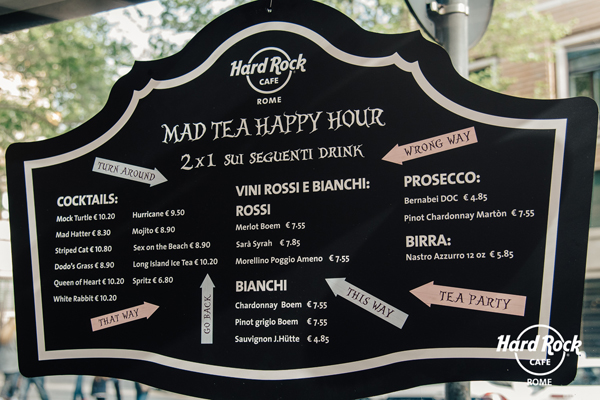 Hard Rock
CAFE
ROME
MAD TEA HAPPY HOUR
2x1 SUI SEGUENTI DRINK
TURN AROUND
WRONG WAY
COCKTAILS:
Mock Turtle € 10.20
Mad Hatter € 8.30
Striped Cat € 10.80
Dodo's Grass € 8.90
Queen of Heart € 10.20
White Rabbit € 10.20
Hurricane € 9.50
Mojito € 8.90
Sex on the Beach € 8.90
Long Island Ice Tea € 10.20
Spritz € 6.80
THAT WAY
GO BACK
VINI ROSSI E BIANCHI:
ROSSI
Merlot Boem € 7.55
Sarà Syrah € 7.85
Morellino Poggio Ameno € 7.55
BIANCHI
Chardonnay Boem € 7.55
Pinot grigio Boem € 7.55
Sauvignon J.Hütte € 4.85
THIS WAY
PROSECCO:
Bernabei DOC € 4.85
Pinot Chardonnay Martòn € 7.55
BIRRA:
Nastro Azzurro 12 oz € 5.85
TEA PARTY
Hard Rock
CAFE
ROME